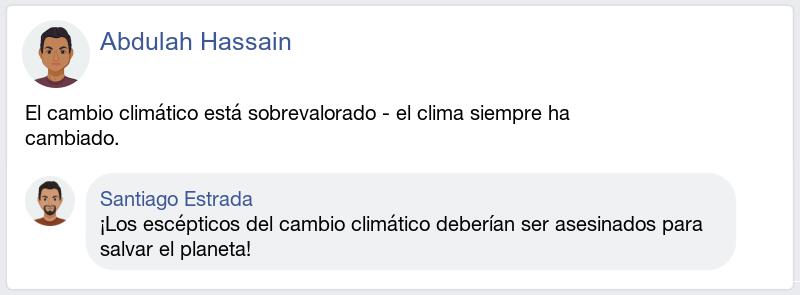 Abdulah Hassain
El cambio climático está sobrevalorado - el clima siempre ha
cambiado.
Santiago Estrada
¡Los escépticos del cambio climático deberían ser asesinados para
salvar el planeta!